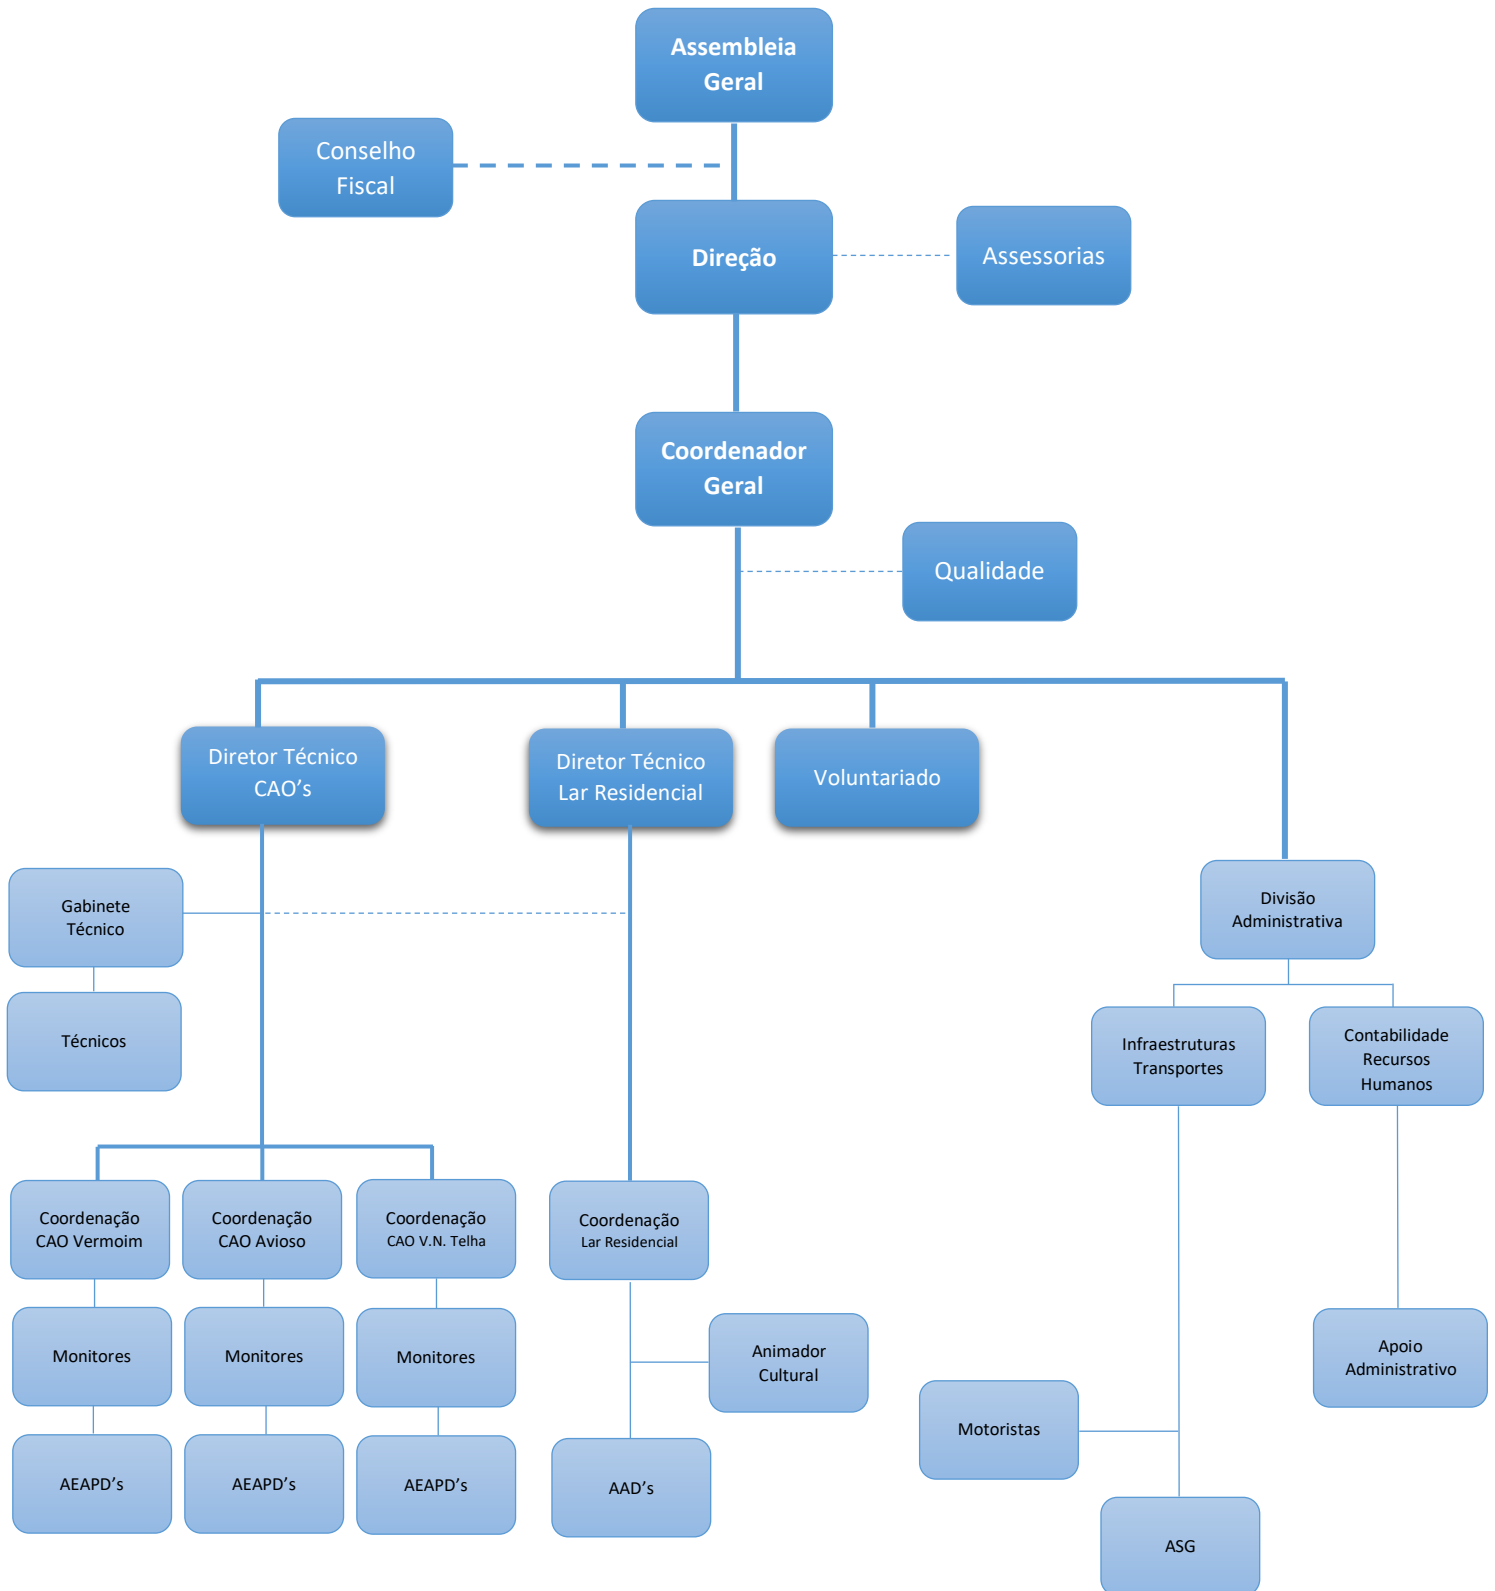 Assembleia
Geral
Conselho
Fiscal
Direção
Assessorias
Coordenador
Geral
Qualidade
Diretor Técnico
CAO’s
Diretor Técnico
Lar Residencial
Voluntariado
Gabinete
Técnico
Divisão
Administrativa
Técnicos
Infraestruturas
Transportes
Contabilidade
Recursos
Humanos
Coordenação
CAO Vermoim
Coordenação
CAO Avioso
Coordenação
CAO V.N. Telha
Coordenação
Lar Residencial
Monitores
Monitores
Monitores
Animador
Cultural
Apoio
Administrativo
Motoristas
AEAPD’s
AEAPD’s
AEAPD’s
AAD’s
ASG